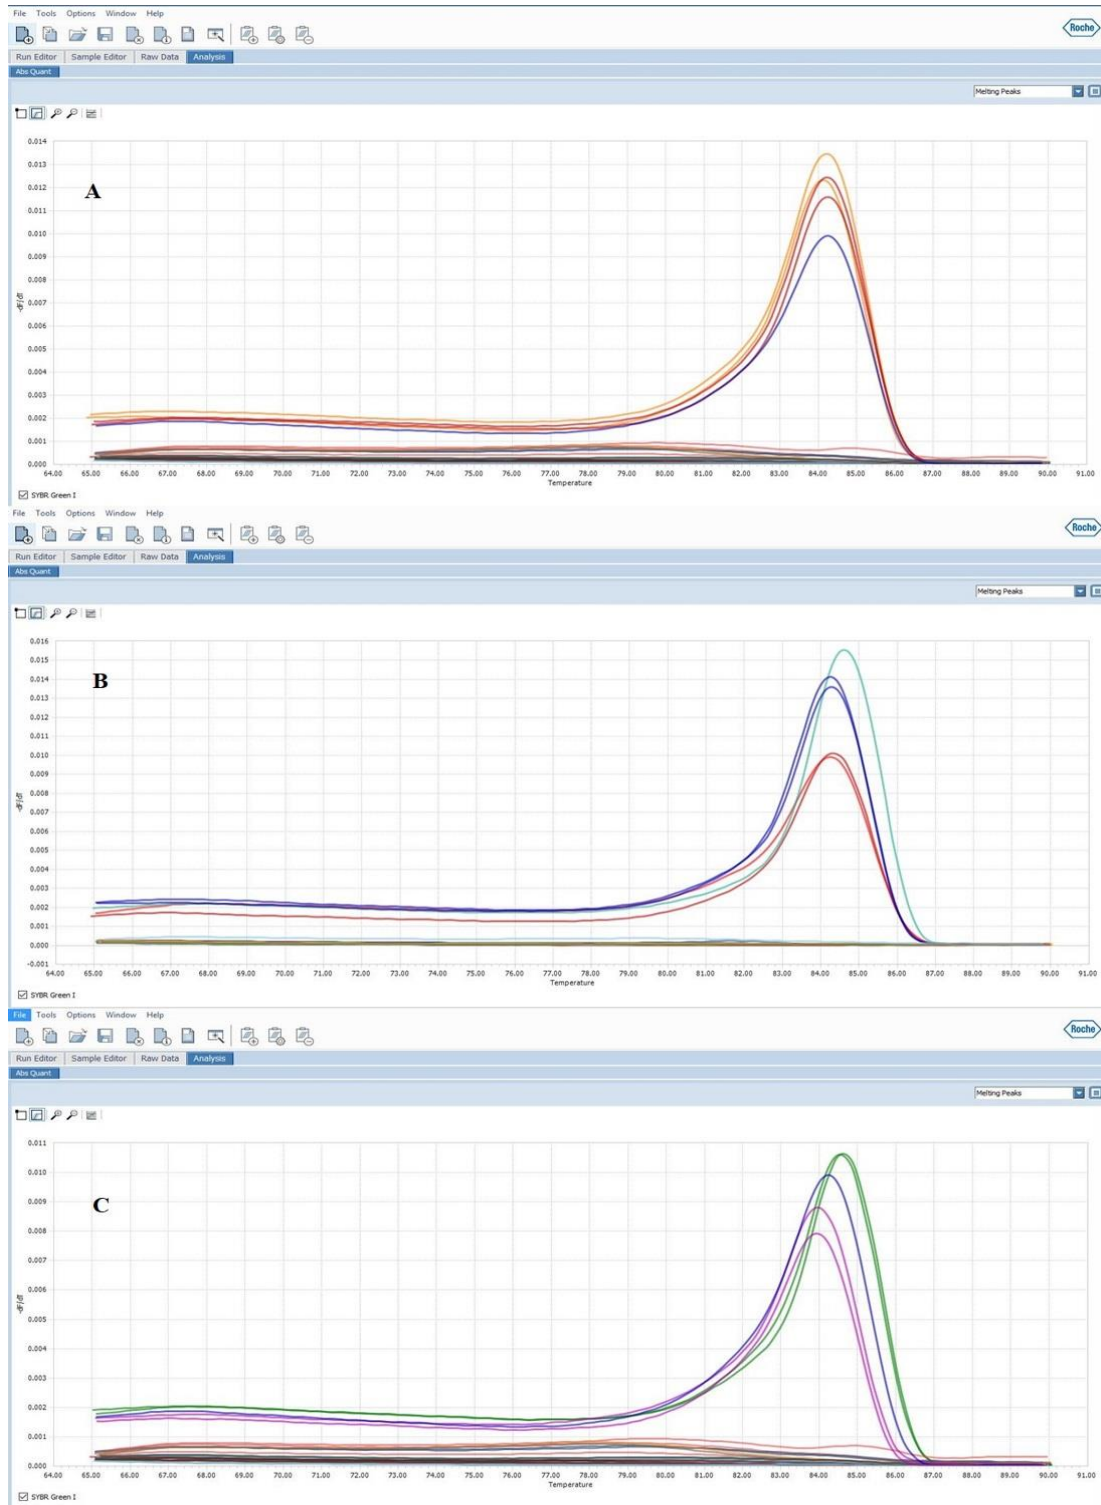 File Tools Options Window Help
Roche
Run Editor Sample Editor Raw Data Analysis
Abs Quant
Melting Peaks
0.014
0.013
0.012
A
0.011
0.010
0.009
0.008
0.007
-dF/dT
0.006
0.005
0.004
0.003
0.002
0.001
0.000
64.00 65.00 66.00 67.00 68.00 69.00 70.00 71.00 72.00 73.00 74.00 75.00 76.00 77.00 78.00 79.00 80.00 81.00 82.00 83.00 84.00 85.00 86.00 87.00 88.00 89.00 90.00 91.00
Temperature
SYBR Green I
File Tools Options Window Help
Roche
Run Editor Sample Editor Raw Data Analysis
Abs Quant
Melting Peaks
0.016
0.015
0.014
B
0.013
0.012
0.011
0.010
0.009
0.008
-dF/dT
0.007
0.006
0.005
0.004
0.003
0.002
0.001
0.000
-0.001
64.00 65.00 66.00 67.00 68.00 69.00 70.00 71.00 72.00 73.00 74.00 75.00 76.00 77.00 78.00 79.00 80.00 81.00 82.00 83.00 84.00 85.00 86.00 87.00 88.00 89.00 90.00 91.00
Temperature
SYBR Green I
File Tools Options Window Help
Roche
Run Editor Sample Editor Raw Data Analysis
Abs Quant
Melting Peaks
0.011
0.010
C
0.009
0.008
0.007
0.006
-dF/dT
0.005
0.004
0.003
0.002
0.001
0.000
64.00 65.00 66.00 67.00 68.00 69.00 70.00 71.00 72.00 73.00 74.00 75.00 76.00 77.00 78.00 79.00 80.00 81.00 82.00 83.00 84.00 85.00 86.00 87.00 88.00 89.00 90.00 91.00
Temperature
SYBR Green I